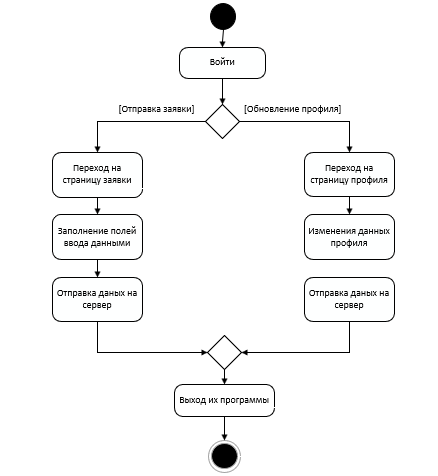 Войти
[Отправка заявки]
[Обновление профиля]
Переход на
страницу заявки
Переход на
страницу профиля
Заполнение полей
ввода данными
Изменения данных
профиля
Отправка даных на
сервер
Отправка даных на
сервер
Выход их программы